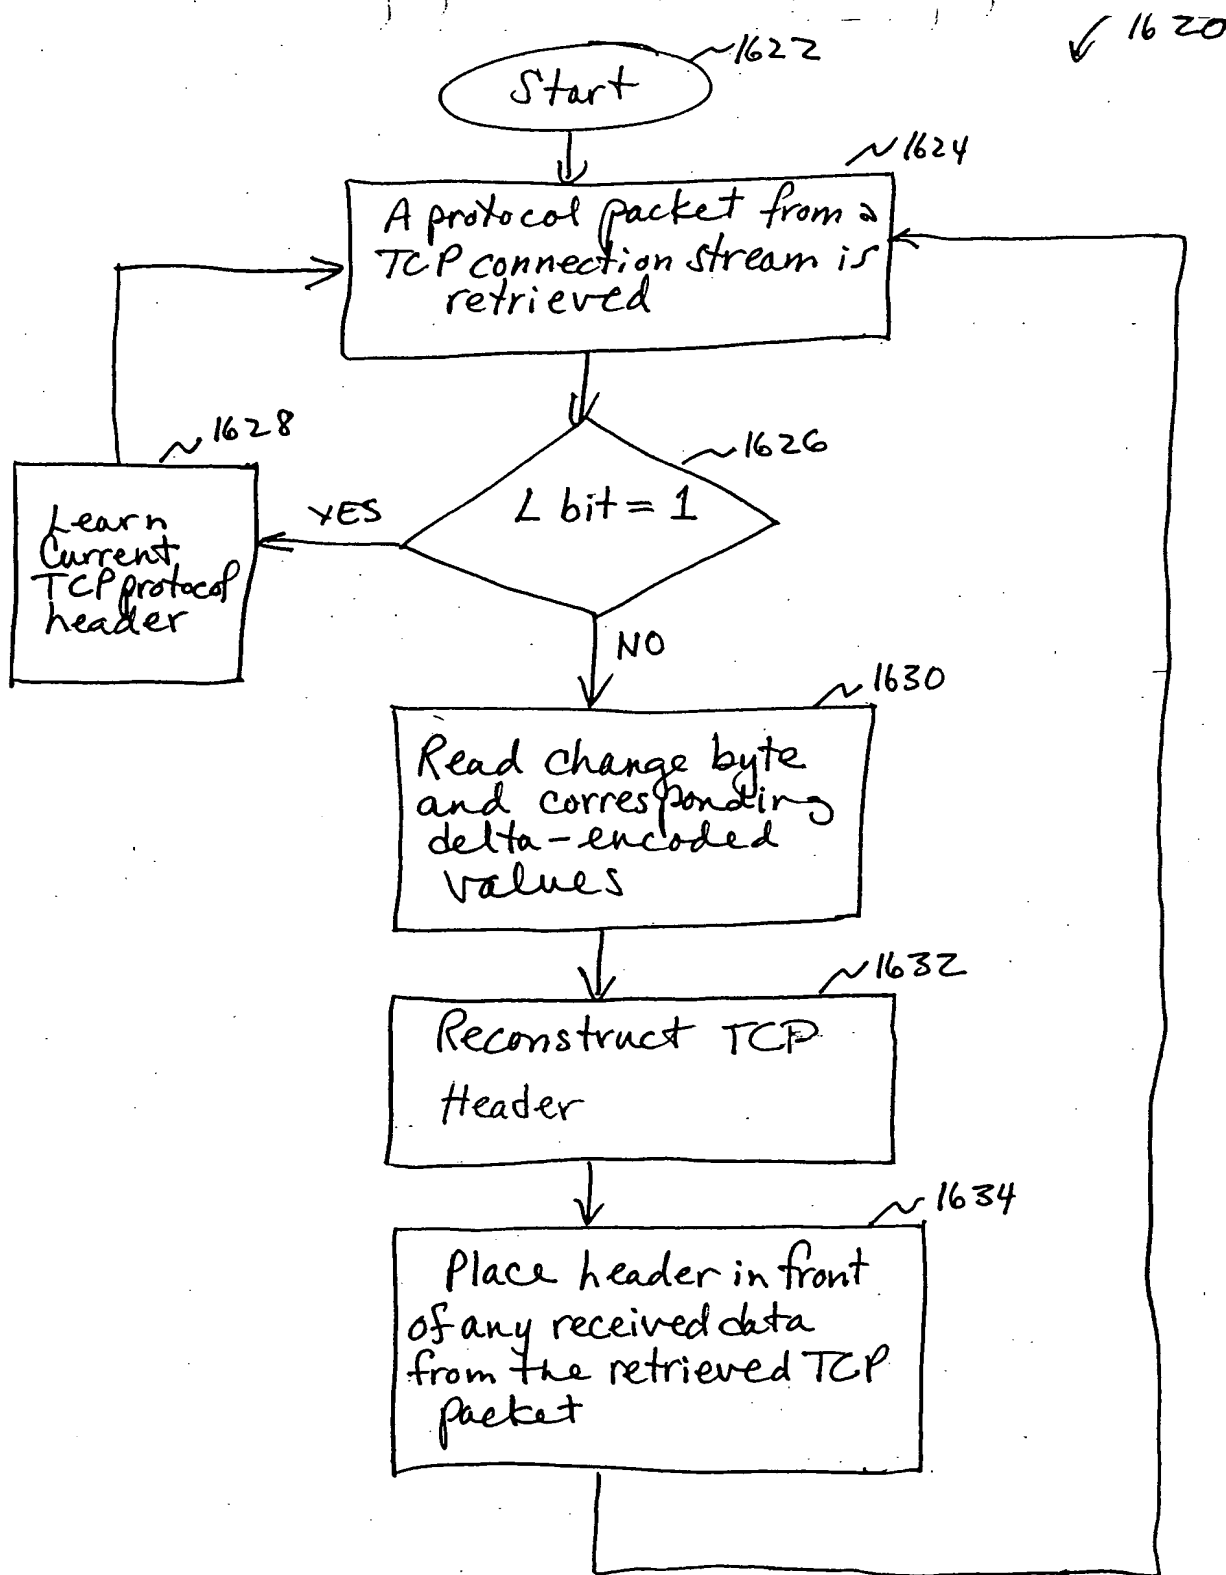 1620
1622
Start
1624
A protocol packet from a
TCP connection stream is
retrieved
1628
1626
L bit = 1
YES
Learn
Current
TCP protocol
header
NO
1630
Read change byte
and corresponding
delta-encoded
values
1632
Reconstruct TCP
Header
1634
Place header in front
of any received data
from the retrieved TCP
packet